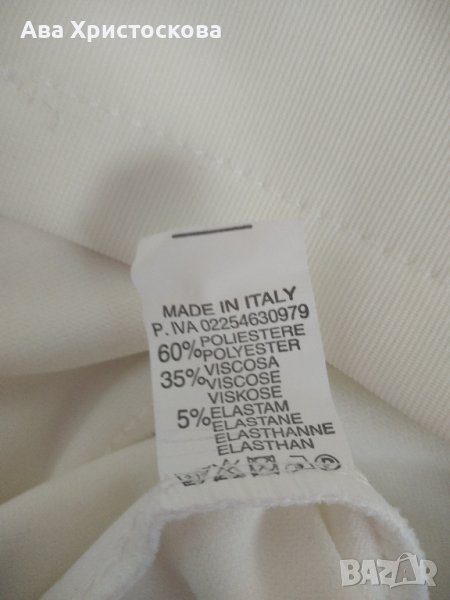 Ава Христоскова
MADE IN ITALY
P. IVA 02254630979
60% POLIESTERE
POLYESTER
35% VISCOSA
VISCOSE
VISKOSE
5% ELASTAM
ELASTANE
ELASTHANNE
ELASTHAN
BAZAR